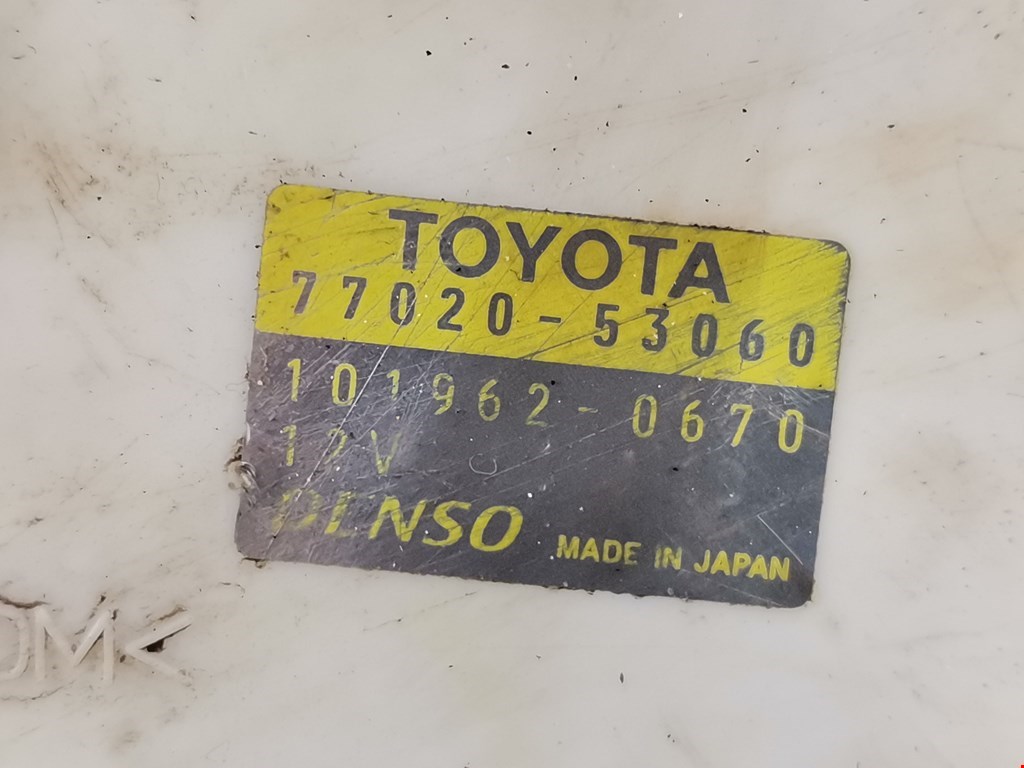 TOYOTA
77020-53060
101962-0670
12V
DENSO
MADE IN JAPAN